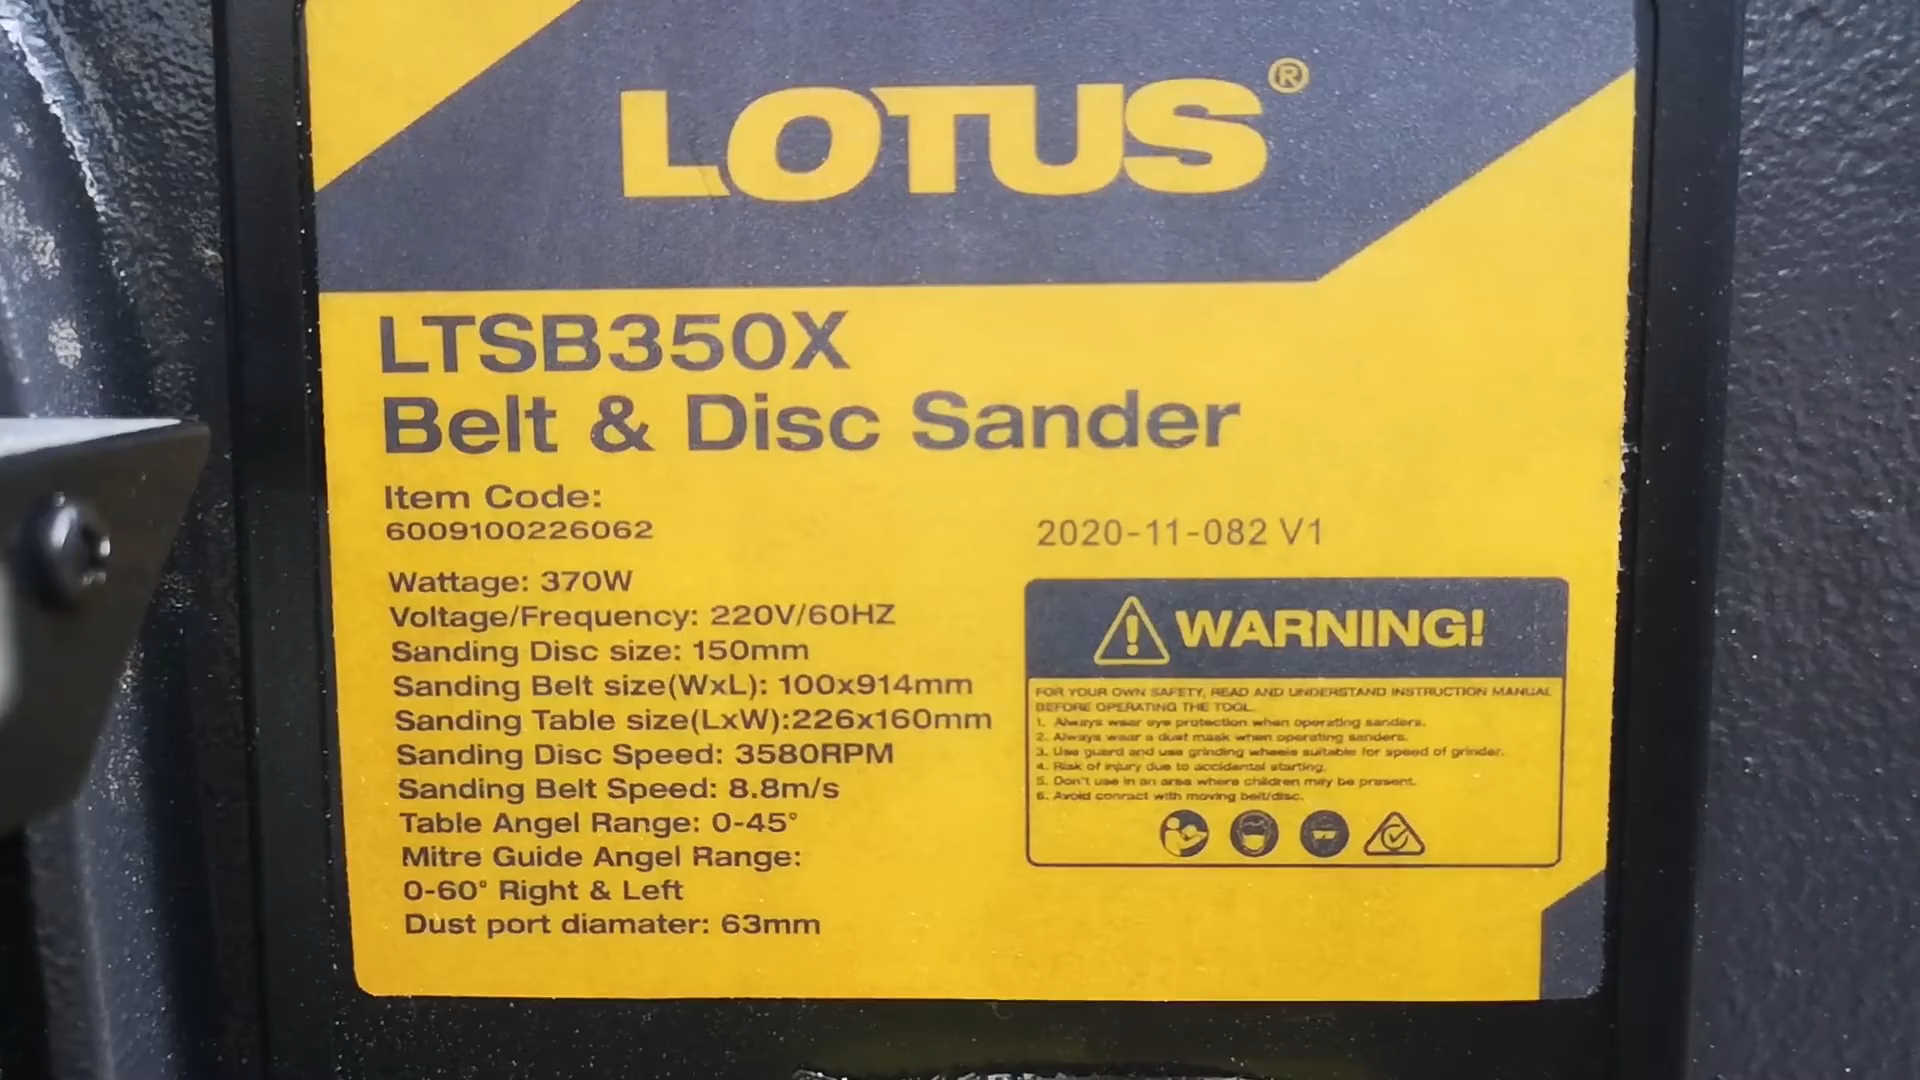 LOTUS®
LTSB350X
Belt & Disc Sander
Item Code:
6009100226062
2020-11-082 V1
Wattage: 370W
Voltage/Frequency: 220V/60HZ
Sanding Disc size: 150mm
Sanding Belt size(WxL): 100x914mm
Sanding Table size(LxW):226x160mm
Sanding Disc Speed: 3580RPM
Sanding Belt Speed: 8.8m/s
Table Angel Range: 0-45°
Mitre Guide Angel Range:
0-60° Right & Left
Dust port diamater: 63mm
WARNING!
FOR YOUR OWN SAFETY, READ AND UNDERSTAND INSTRUCTION MANUAL
BEFORE OPERATING THE TOOL.
1. Always wear eye protection when operating sanders.
2. Always wear a dust mask when operating sanders.
3. Use guard and use grinding wheels suitable for speed of grinder.
4. Risk of injury due to accidental starting.
5. Don't use in an area where children may be present.
6. Avoid conract with moving belt/disc.